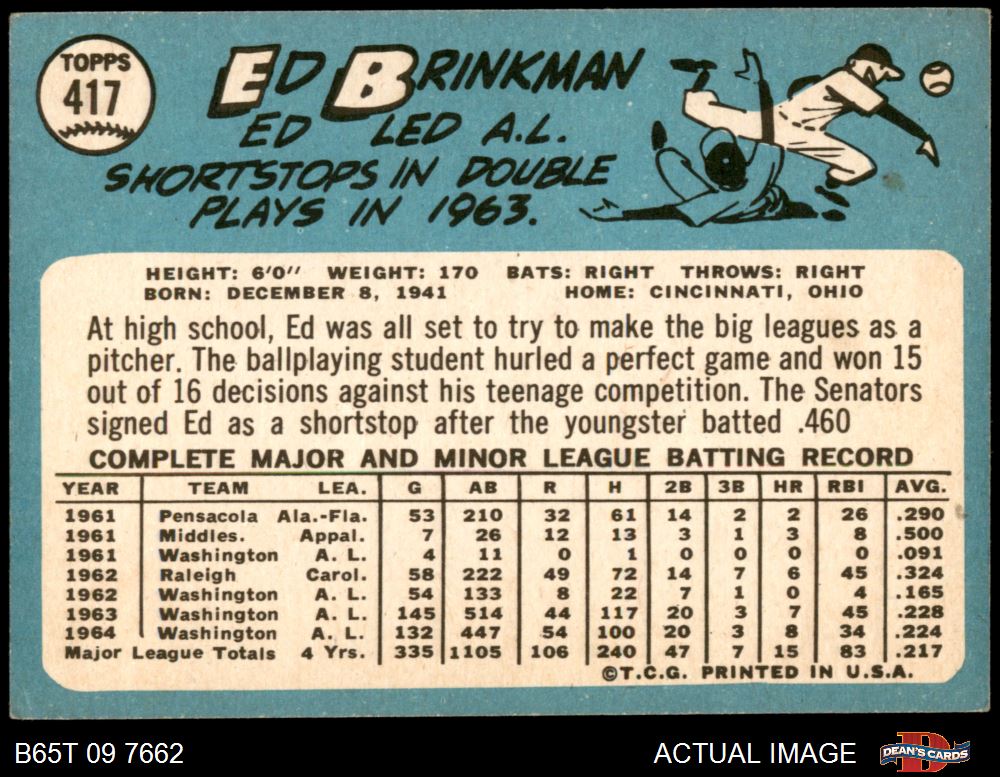 TOPPS
417
ED BRINKMAN
ED LED A.L.
SHORTSTOPS IN DOUBLE
PLAYS IN 1963.
HEIGHT: 6'0" WEIGHT: 170 BATS: RIGHT THROWS: RIGHT
BORN: DECEMBER 8, 1941 HOME: CINCINNATI, OHIO
At high school, Ed was all set to try to make the big leagues as a
pitcher. The ballplaying student hurled a perfect game and won 15
out of 16 decisions against his teenage competition. The Senators
signed Ed as a shortstop after the youngster batted .460
COMPLETE MAJOR AND MINOR LEAGUE BATTING RECORD
YEAR TEAM LEA. G AB R H 2B 3B HR RBI AVG.
1961 Pensacola Ala.-Fla. 53 210 32 61 14 2 2 26 .290
1961 Middles. Appal. 7 26 12 13 3 1 3 8 .500
1961 Washington A. L. 4 11 0 1 0 0 0 0 .091
1962 Raleigh Carol. 58 222 49 72 14 7 6 45 .324
1962 Washington A. L. 54 133 8 22 7 1 0 4 .165
1963 Washington A. L. 145 514 44 117 20 3 7 45 .228
1964 Washington A. L. 132 447 54 100 20 3 8 34 .224
Major League Totals 4 Yrs. 335 1105 106 240 47 7 15 83 .217
©T.C.G. PRINTED IN U.S.A.
B65T 09 7662 ACTUAL IMAGE DEAN'S CARDS